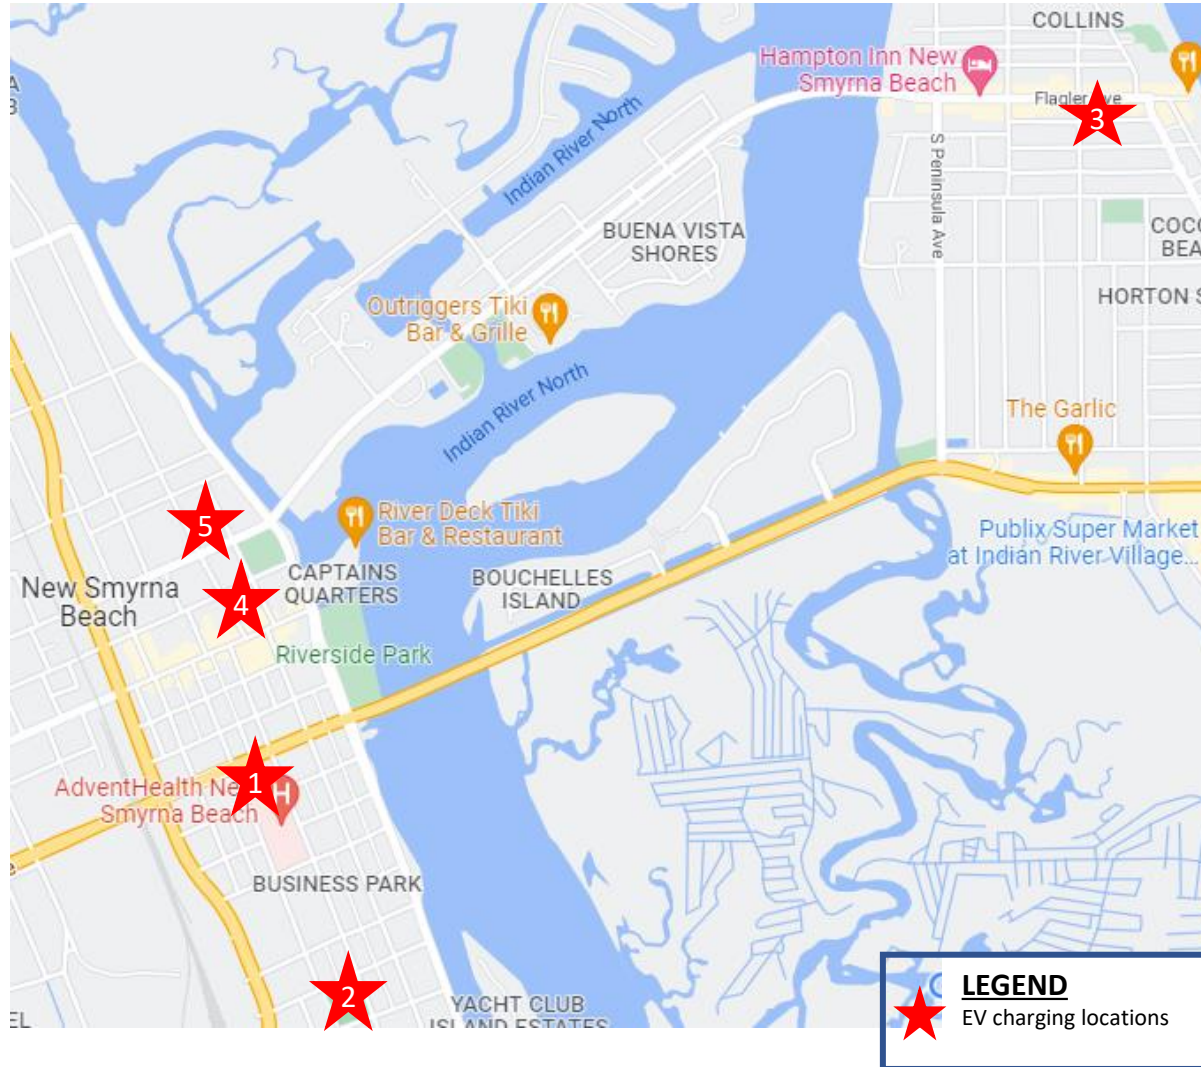 COLLINS
Hampton Inn New
Smyrna Beach
Flagler Ave
3
Indian River North
S Peninsula Ave
BUENA VISTA
SHORES
HORTON
Outriggers Tiki
Bar & Grille
Indian River North
The Garlic
5
River Deck Tiki
Bar & Restaurant
Publix Super Market
at Indian River Village...
New Smyrna
Beach
4
CAPTAINS
QUARTERS
BOUCHELLES
ISLAND
Riverside Park
1
AdventHealth
Smyrna Beach
H
BUSINESS PARK
2
YACHT CLUB
ISLAND ESTATES
LEGEND
EV charging locations